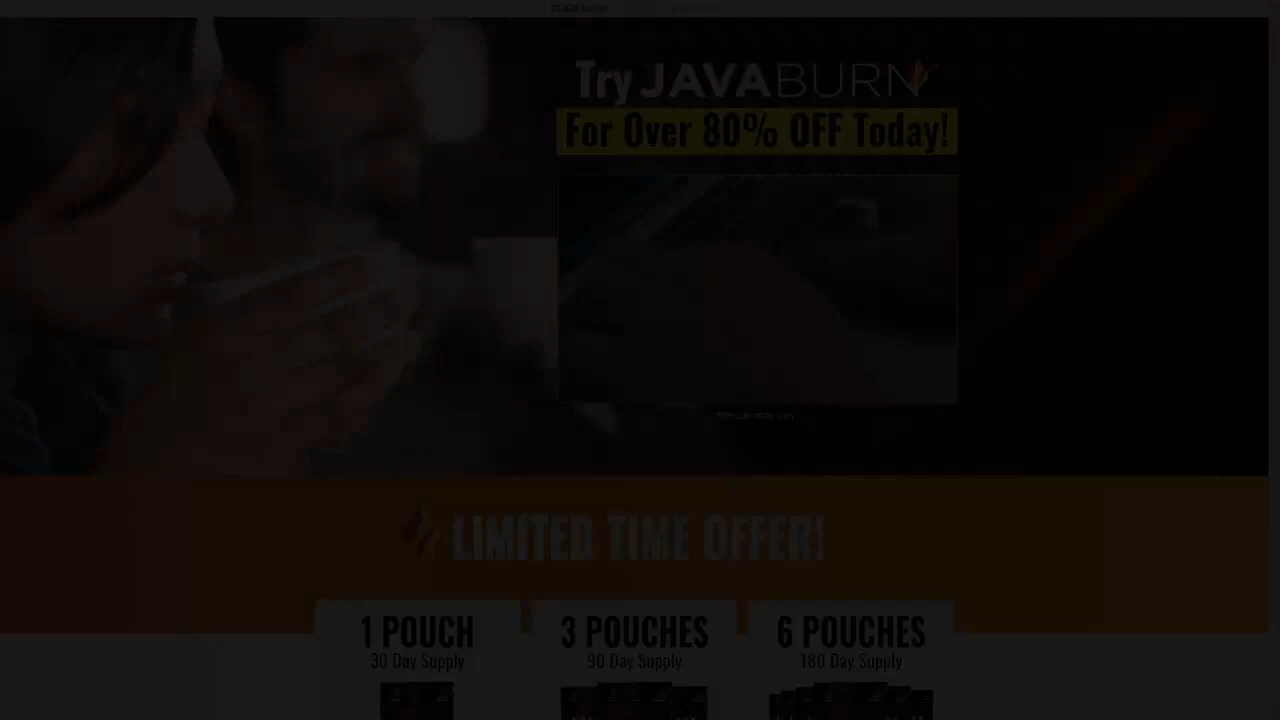 Try JAVABURN
For Over 80% OFF Today!
LIMITED TIME OFFER!
1 POUCH
30 Day Supply
3 POUCHES
90 Day Supply
6 POUCHES
180 Day Supply